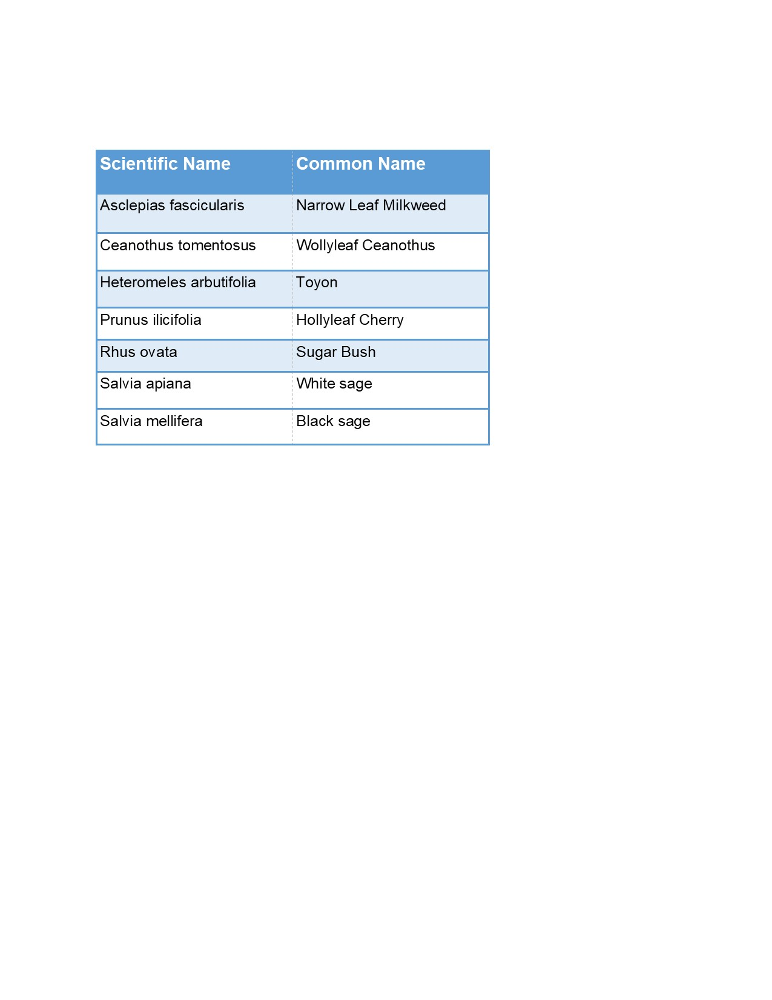 Scientific Name Common Name
Asclepias fascicularis Narrow Leaf Milkweed
Ceanothus tomentosus Wollyleaf Ceanothus
Heteromeles arbutifolia Toyon
Prunus ilicifolia Hollyleaf Cherry
Rhus ovata Sugar Bush
Salvia apiana White sage
Salvia mellifera Black sage